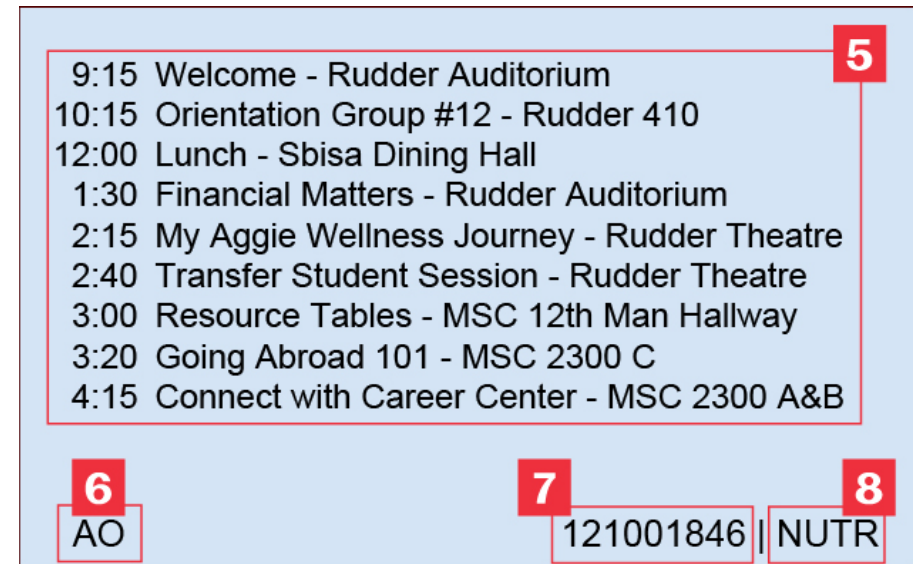 5
9:15 Welcome - Rudder Auditorium
10:15 Orientation Group #12 - Rudder 410
12:00 Lunch - Sbisa Dining Hall
1:30 Financial Matters - Rudder Auditorium
2:15 My Aggie Wellness Journey - Rudder Theatre
2:40 Transfer Student Session - Rudder Theatre
3:00 Resource Tables - MSC 12th Man Hallway
3:20 Going Abroad 101 - MSC 2300 C
4:15 Connect with Career Center - MSC 2300 A&B
6 7 8
AO 121001846 | NUTR